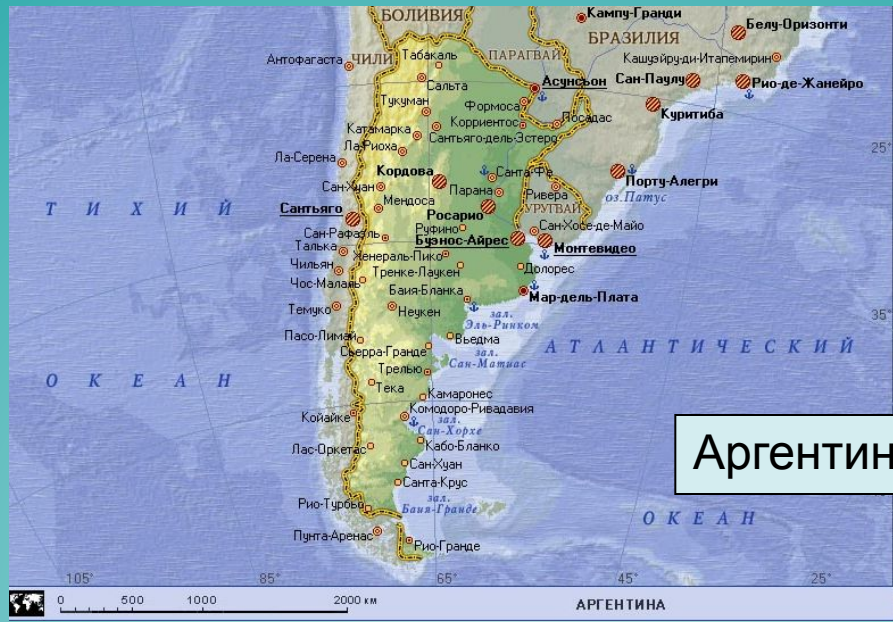 БОЛИВИЯ
Кампу-Гранди
Белу-Оризонти
БРАЗИЛИЯ
Антофагаста
ЧИЛИ
Табакаль
ПАРАГВАЙ
Кашуэйру-ди-Итапемирин
Сальта
Асунсьон
Сан-Паулу
Рио-де-Жанейро
Тукуман
Формоса
Куритиба
Катамарка
Корриентос
Посадас
Сантьяго-дель-Эстеро
Ла-Риоха
25°
Ла-Серена
Кордова
Санта-Фе
Порту-Алегри
Сан-Хуан
Парана
Ривера
оз.Патус
ТИХИЙ
Сантьяго
Мендоса
Росарио
УРУГВАЙ
Сан-Рафаэль
Руфино
Сан-Хосе-де-Майо
Талька
Буэнос-Айрес
Монтевидео
Хенераль-Пико
Чильян
Тренке-Лаукен
Долорес
Чос-Малаль
Баия-Бланка
Мар-дель-Плата
Темуко
Неукен
зал.
Эль-Ринком
35°
Пасо-Лимай
Вьедма
Сьерра-Гранде
зал.
Сан-Матиас
АТЛАНТИЧЕСКИЙ
Трелью
ОКЕАН
Тека
Камаронес
Койайке
Комодоро-Ривадавия
зал.
Сан-Хорхе
Лас-Оркетас
Кабо-Бланко
Аргентин
Сан-Хуан
Санта-Крус
Рио-Турбьо
зал.
Баия-Гранде
ОКЕАН
Пунта-Аренас
Рио-Гранде
105° 85° 65° 45° 25°
0 500 1000 2000 км
АРГЕНТИНА